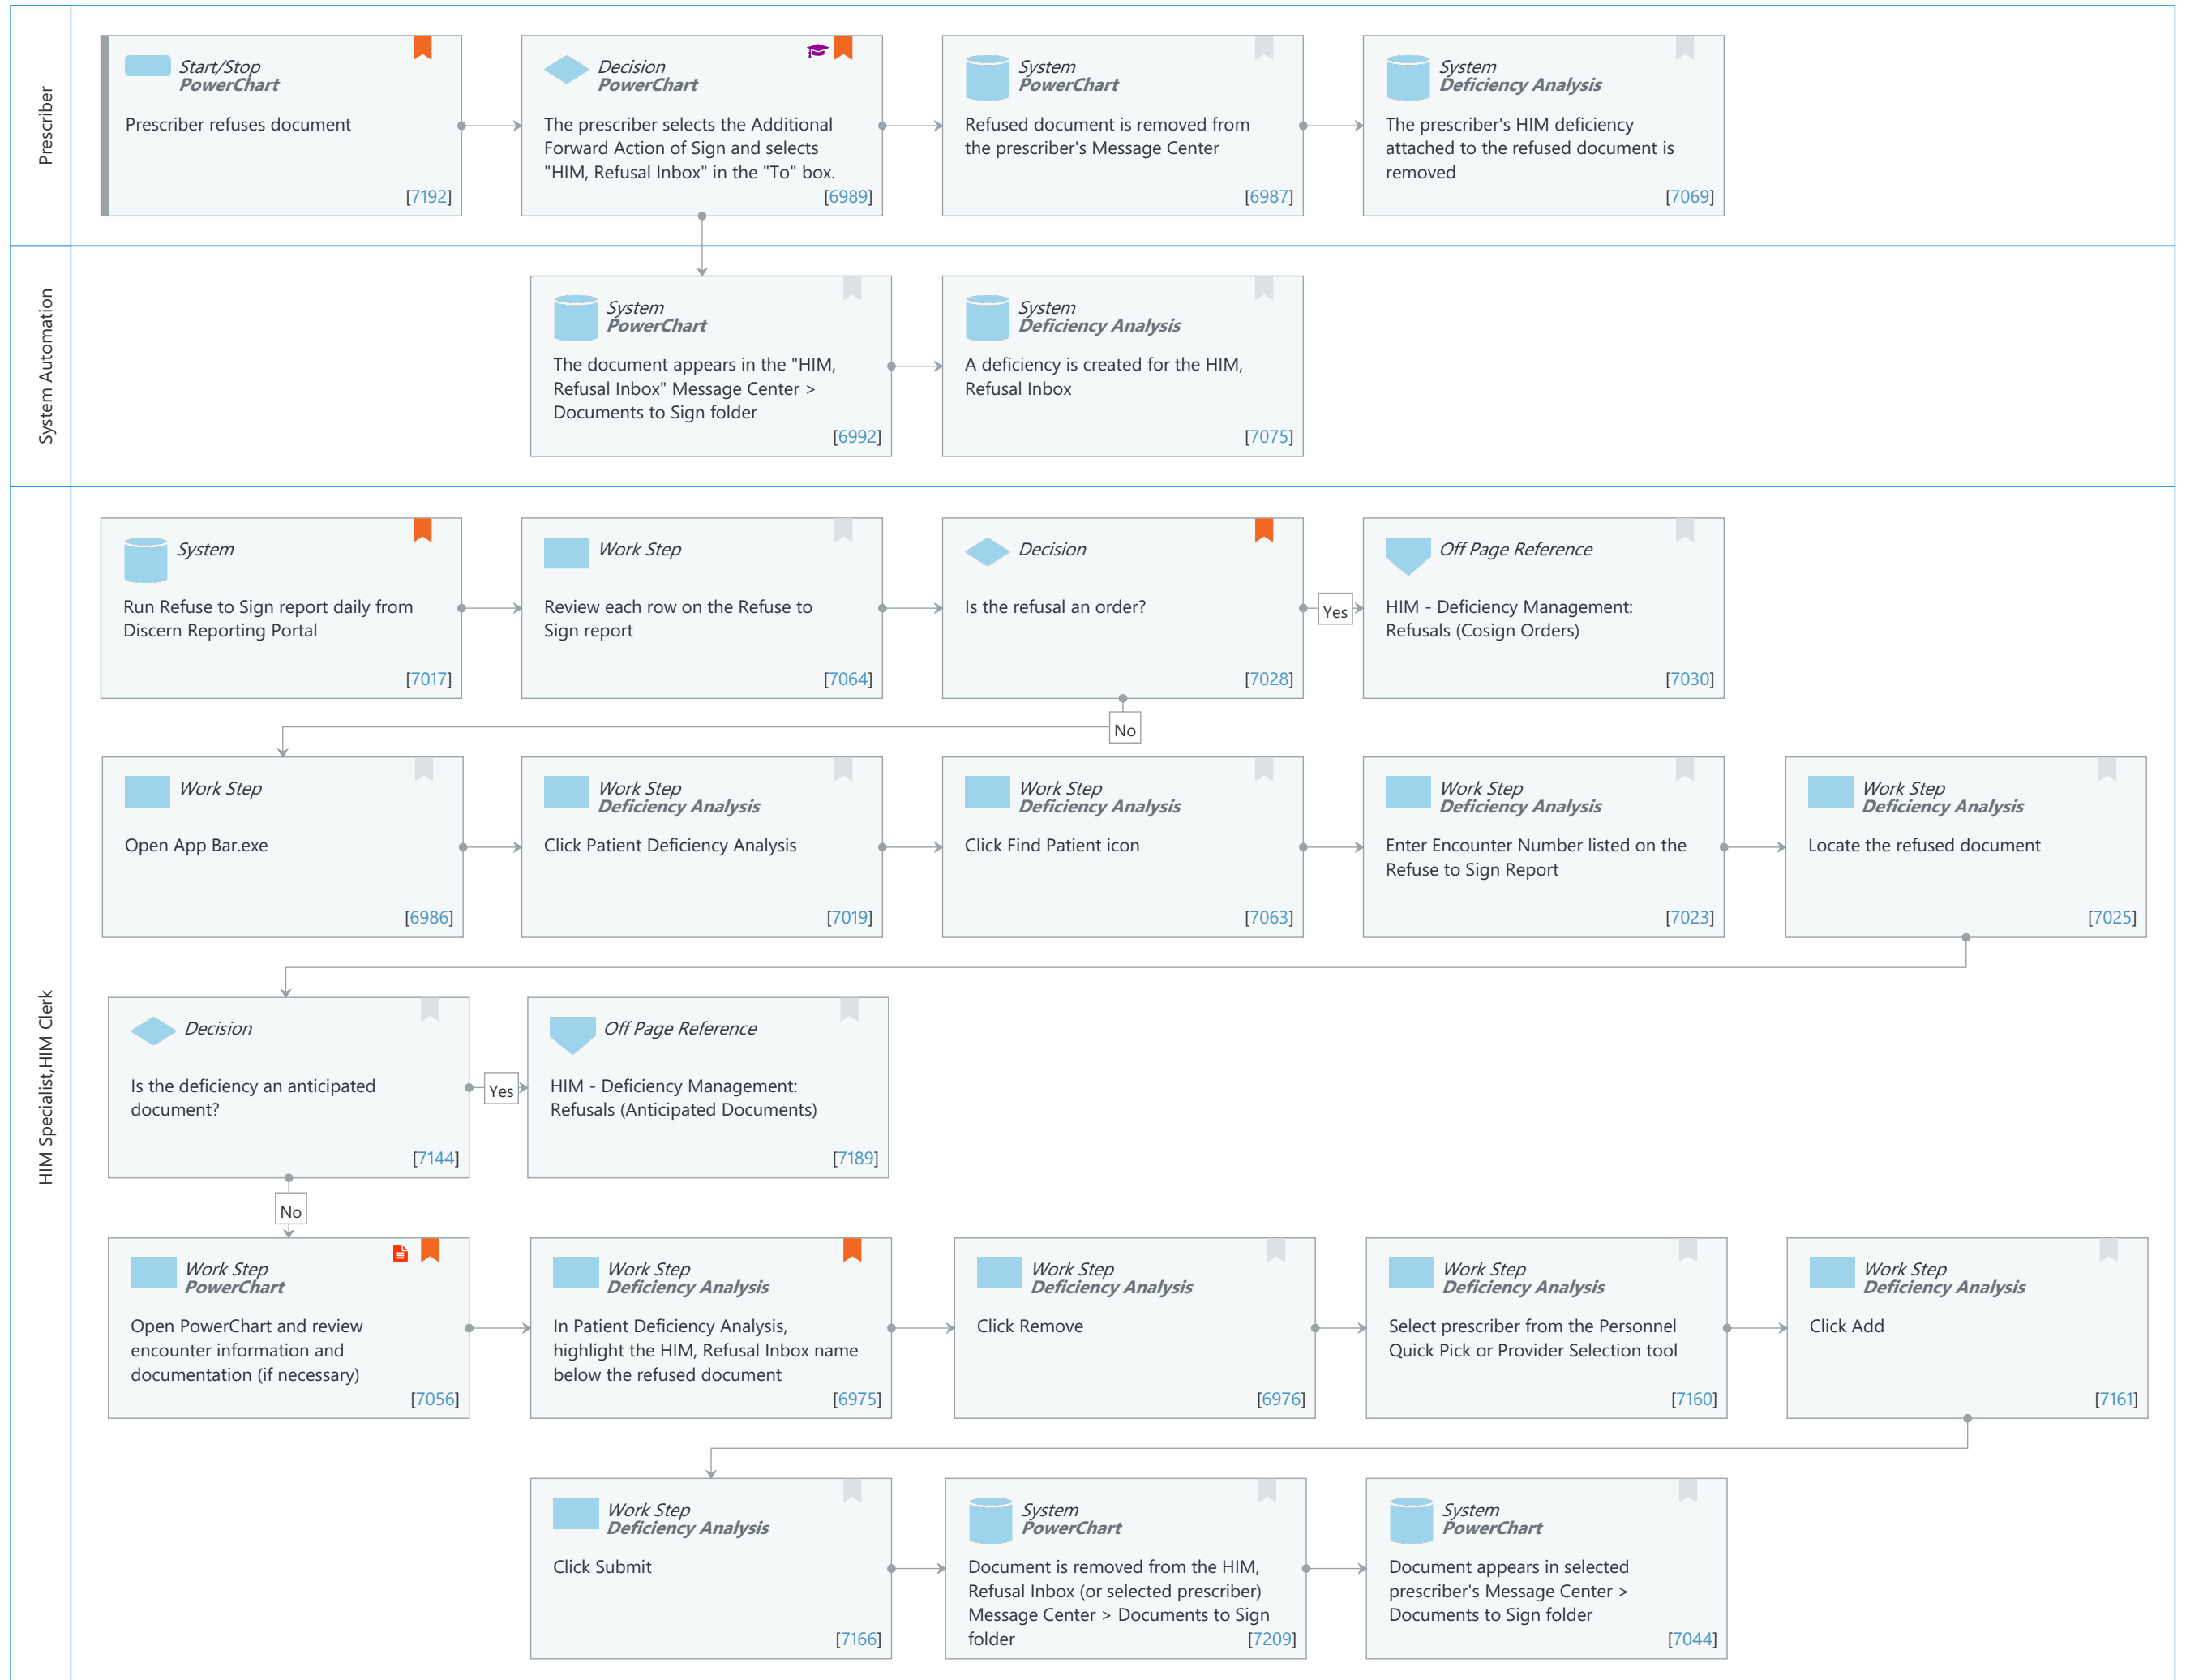 Prescriber
Start/Stop
PowerChart
Prescriber refuses document
[7192]
Decision
PowerChart
The prescriber selects the Additional
Forward Action of Sign and selects
"HIM, Refusal Inbox" in the "To" box.
[6989]
System
PowerChart
Refused document is removed from
the prescriber's Message Center
[6987]
System
Deficiency Analysis
The prescriber's HIM deficiency
attached to the refused document is
removed
[7069]
System Automation
System
PowerChart
The document appears in the "HIM,
Refusal Inbox" Message Center >
Documents to Sign folder
[6992]
System
Deficiency Analysis
A deficiency is created for the HIM,
Refusal Inbox
[7075]
HIM Specialist,HIM Clerk
System
Run Refuse to Sign report daily from
Discern Reporting Portal
[7017]
Work Step
Review each row on the Refuse to
Sign report
[7064]
Decision
Is the refusal an order?
[7028]
Yes
Off Page Reference
HIM - Deficiency Management:
Refusals (Cosign Orders)
[7030]
No
Work Step
Open App Bar.exe
[6986]
Work Step
Deficiency Analysis
Click Patient Deficiency Analysis
[7019]
Work Step
Deficiency Analysis
Click Find Patient icon
[7063]
Work Step
Deficiency Analysis
Enter Encounter Number listed on the
Refuse to Sign Report
[7023]
Work Step
Deficiency Analysis
Locate the refused document
[7025]
Decision
Is the deficiency an anticipated
document?
[7144]
Yes
Off Page Reference
HIM - Deficiency Management:
Refusals (Anticipated Documents)
[7189]
No
Work Step
PowerChart
Open PowerChart and review
encounter information and
documentation (if necessary)
[7056]
Work Step
Deficiency Analysis
In Patient Deficiency Analysis,
highlight the HIM, Refusal Inbox name
below the refused document
[6975]
Work Step
Deficiency Analysis
Click Remove
[6976]
Work Step
Deficiency Analysis
Select prescriber from the Personnel
Quick Pick or Provider Selection tool
[7160]
Work Step
Deficiency Analysis
Click Add
[7161]
Work Step
Deficiency Analysis
Click Submit
[7166]
System
PowerChart
Document is removed from the HIM,
Refusal Inbox (or selected prescriber)
Message Center > Documents to Sign
folder
[7209]
System
PowerChart
Document appears in selected
prescriber's Message Center >
Documents to Sign folder
[7044]